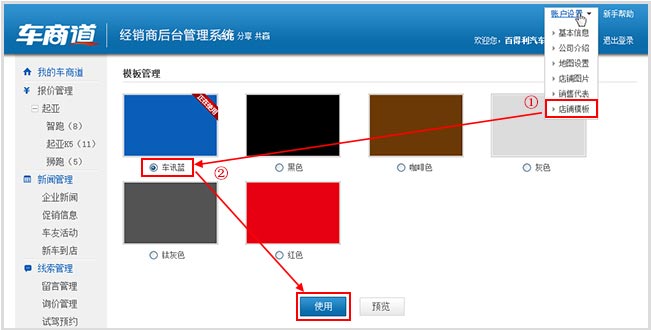 车商道 经销商后台管理系统 分享 共赢
账户设置 新手帮助
欢迎您，百得利汽车 退出登录
基本信息
公司介绍
地图设置
店铺图片
销售代表
店铺模板
我的车商道
报价管理
起亚
智跑（8）
起亚K5（11）
狮跑（5）
新闻管理
企业新闻
促销信息
车友活动
新车到店
线索管理
留言管理
询价管理
试驾预约
模板管理
正在使用
①
车讯蓝 黑色 咖啡色 灰色
②
钛灰色 红色
使用 预览